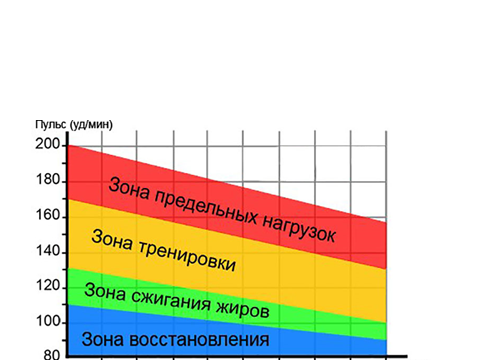 Пульс (уд/мин)
200
180
Зона предельных нагрузок
160
Зона тренировки
140
120
Зона сжигания жиров
100
Зона восстановления
80